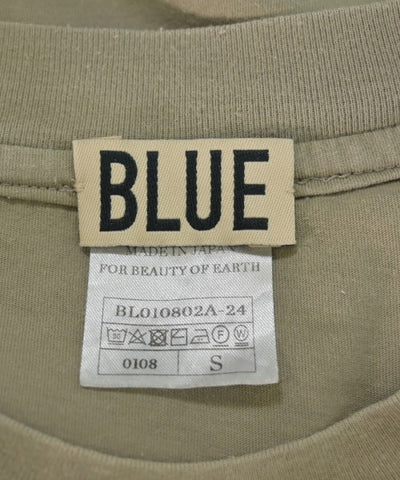 BLUE
MADE IN JAPAN
FOR BEAUTY OF EARTH
BL010802A-24
0108 S